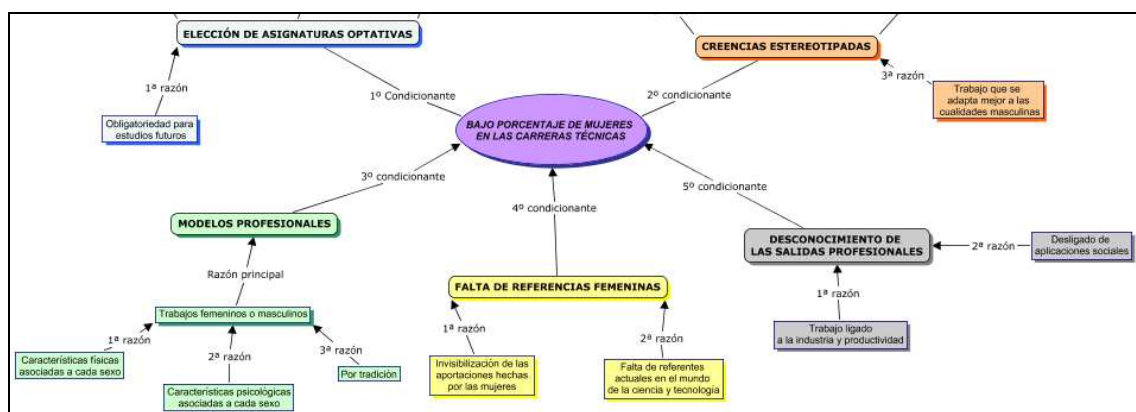 ELECCIÓN DE ASIGNATURAS OPTATIVAS
1ª razón
Obligatoriedad para
estudios futuros
1º Condicionante
CREENCIAS ESTEREOTIPADAS
2º condicionante
3ª razón
Trabajo que se
adapta mejor a las
cualidades masculinas
BAJO PORCENTAJE DE MUJERES
EN LAS CARRERAS TÉCNICAS
3º condicionante
MODELOS PROFESIONALES
Razón principal
Trabajos femeninos o masculinos
1ª razón
Características físicas
asociadas a cada sexo
2ª razón
Características psicológicas
asociadas a cada sexo
3ª razón
Por tradición
4º condicionante
FALTA DE REFERENCIAS FEMENINAS
1ª razón
Invisibilización de las
aportaciones hechas
por las mujeres
2ª razón
Falta de referentes
actuales en el mundo
de la ciencia y tecnología
5º condicionante
DESCONOCIMIENTO DE
LAS SALIDAS PROFESIONALES
1ª razón
Trabajo ligado
a la industria y productividad
2ª razón
Desligado de
aplicaciones sociales